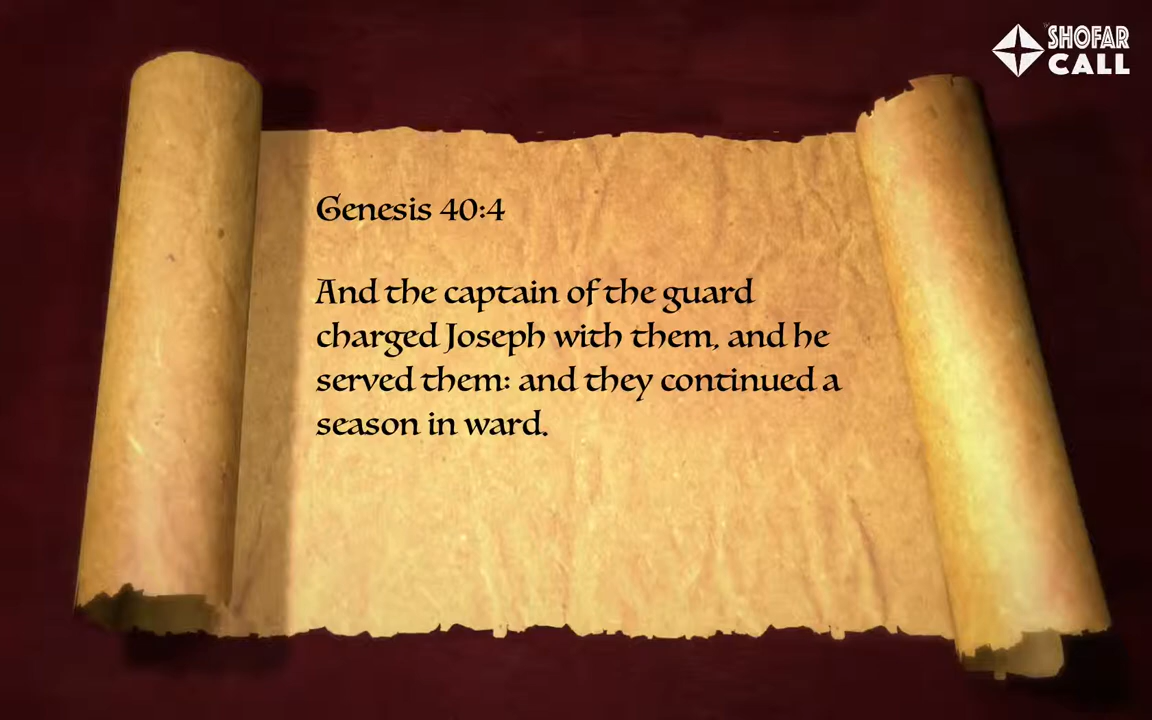 SHOFAR
CALL
Genesis 40:4
And the captain of the guard
charged Joseph with them, and he
served them: and they continued a
season in ward.